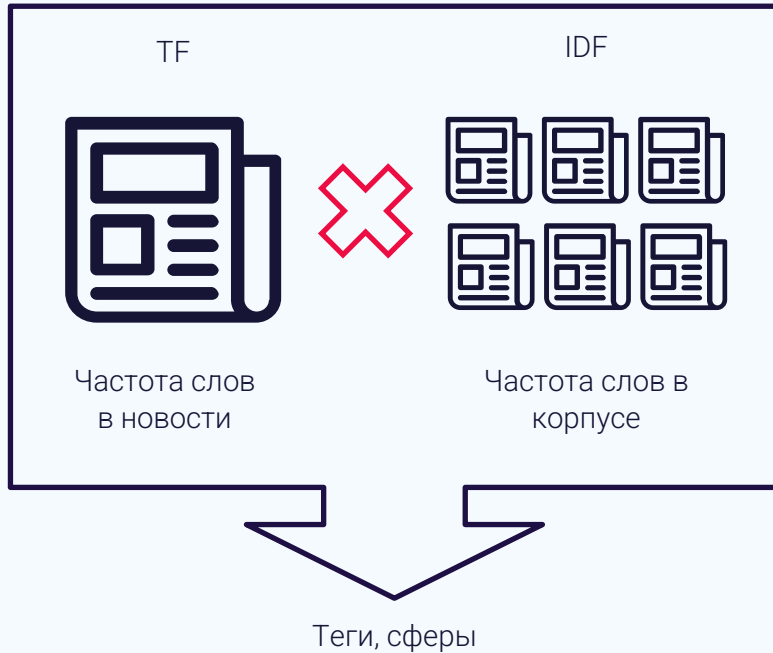 TF
IDF
Частота слов
в новости
Частота слов в
корпусе
Теги, сферы